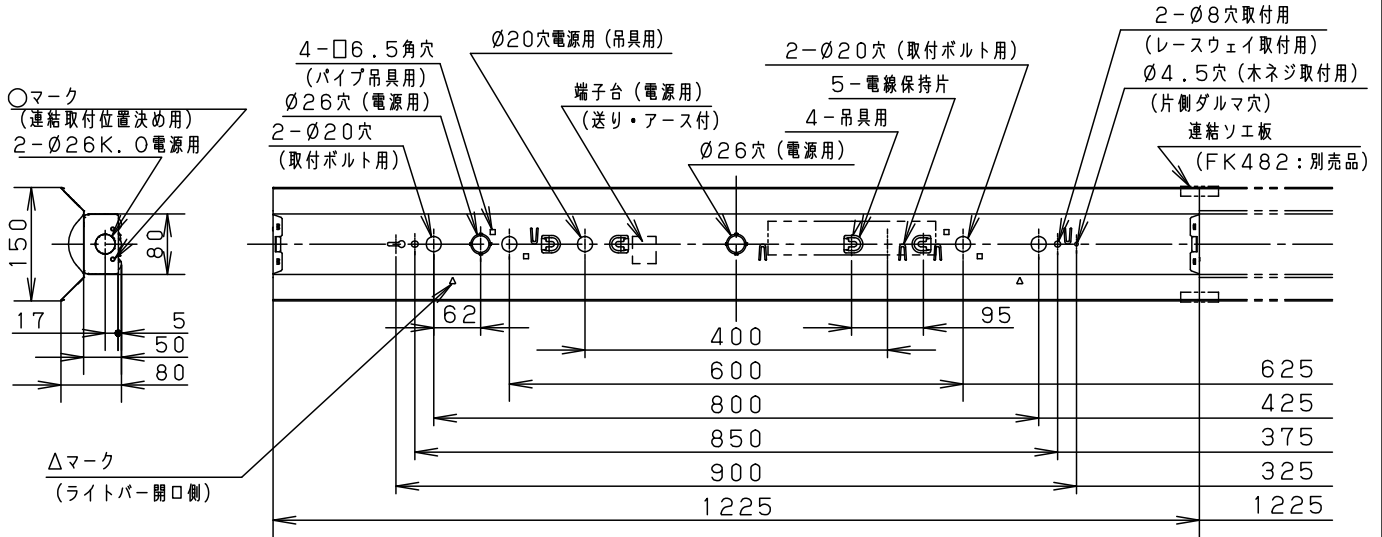 ○マーク
(連結取付位置決め用)
2-Ø26K.O電源用
4-□6.5角穴
(パイプ吊具用)
Ø26穴(電源用)
2-Ø20穴
(取付ボルト用)
Ø20穴電源用(吊具用)
端子台(電源用)
(送り・アース付)
2-Ø20穴(取付ボルト用)
5-電線保持片
4-吊具用
Ø26穴(電源用)
2-Ø8穴取付用
(レースウェイ取付用)
Ø4.5穴(木ネジ取付用)
(片側ダルマ穴)
連結ソエ板
(FK482:別売品)
150
80
17
5
50
80
62
95
400
600
625
800
425
850
375
900
325
1225
1225
△マーク
(ライトバー開口側)